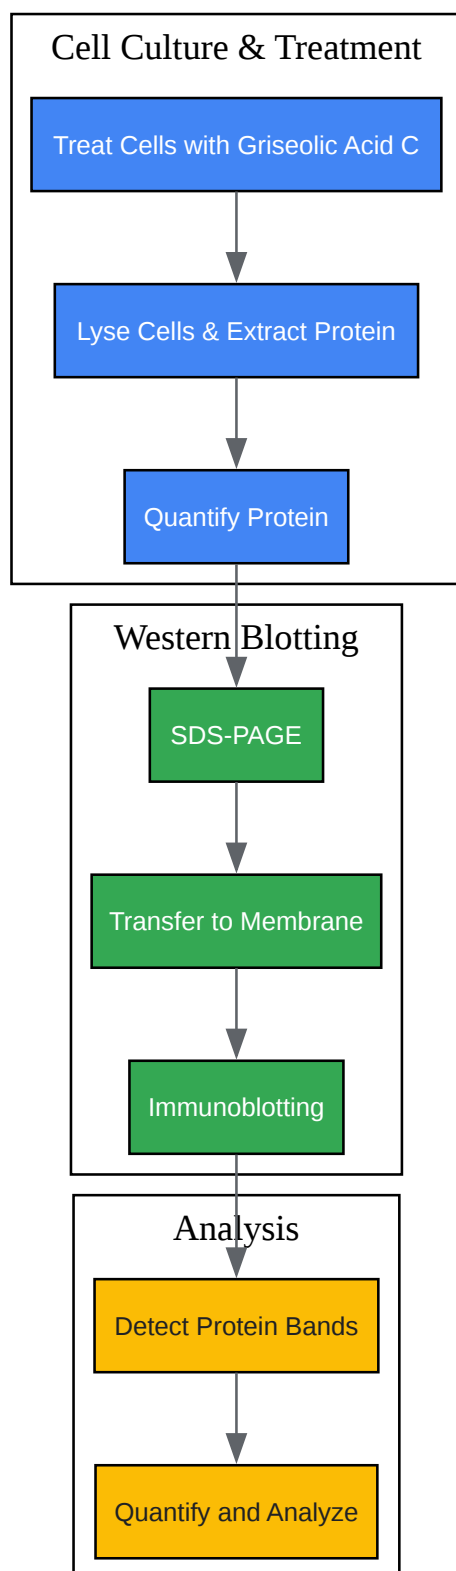 Cell Culture & Treatment
Treat Cells with Griseolic Acid C
Lyse Cells & Extract Protein
Quantify Protein
Western Blotting
SDS-PAGE
Transfer to Membrane
Immunoblotting
Analysis
Detect Protein Bands
Quantify and Analyze